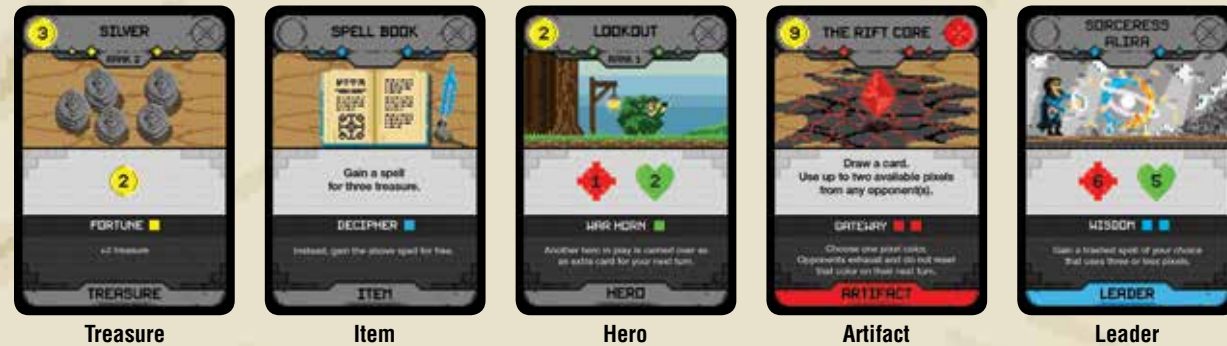 3
SILVER
RANK 2
2
FORTUNE
+2 treasure
TREASURE
Treasure
SPELL BOOK
Gain a spell
for three treasure.
DECIPHER
Instead, gain the above spell for free.
ITEM
Item
2
LOOKOUT
RANK 1
1
2
WAR HORN
Another hero in play is carried over as
an extra card for your next turn.
HERO
Hero
9
THE RIFT CORE
Draw a card.
Use up to two available pixels
from any opponent(s).
GATEWAY
Choose one pixel color.
Opponents exhaust and do not reset
that color on their next turn.
ARTIFACT
Artifact
SORCERESS
ALIRA
6
5
WISDOM
Gain a trashed spell of your choice
that uses three or less pixels.
LEADER
Leader